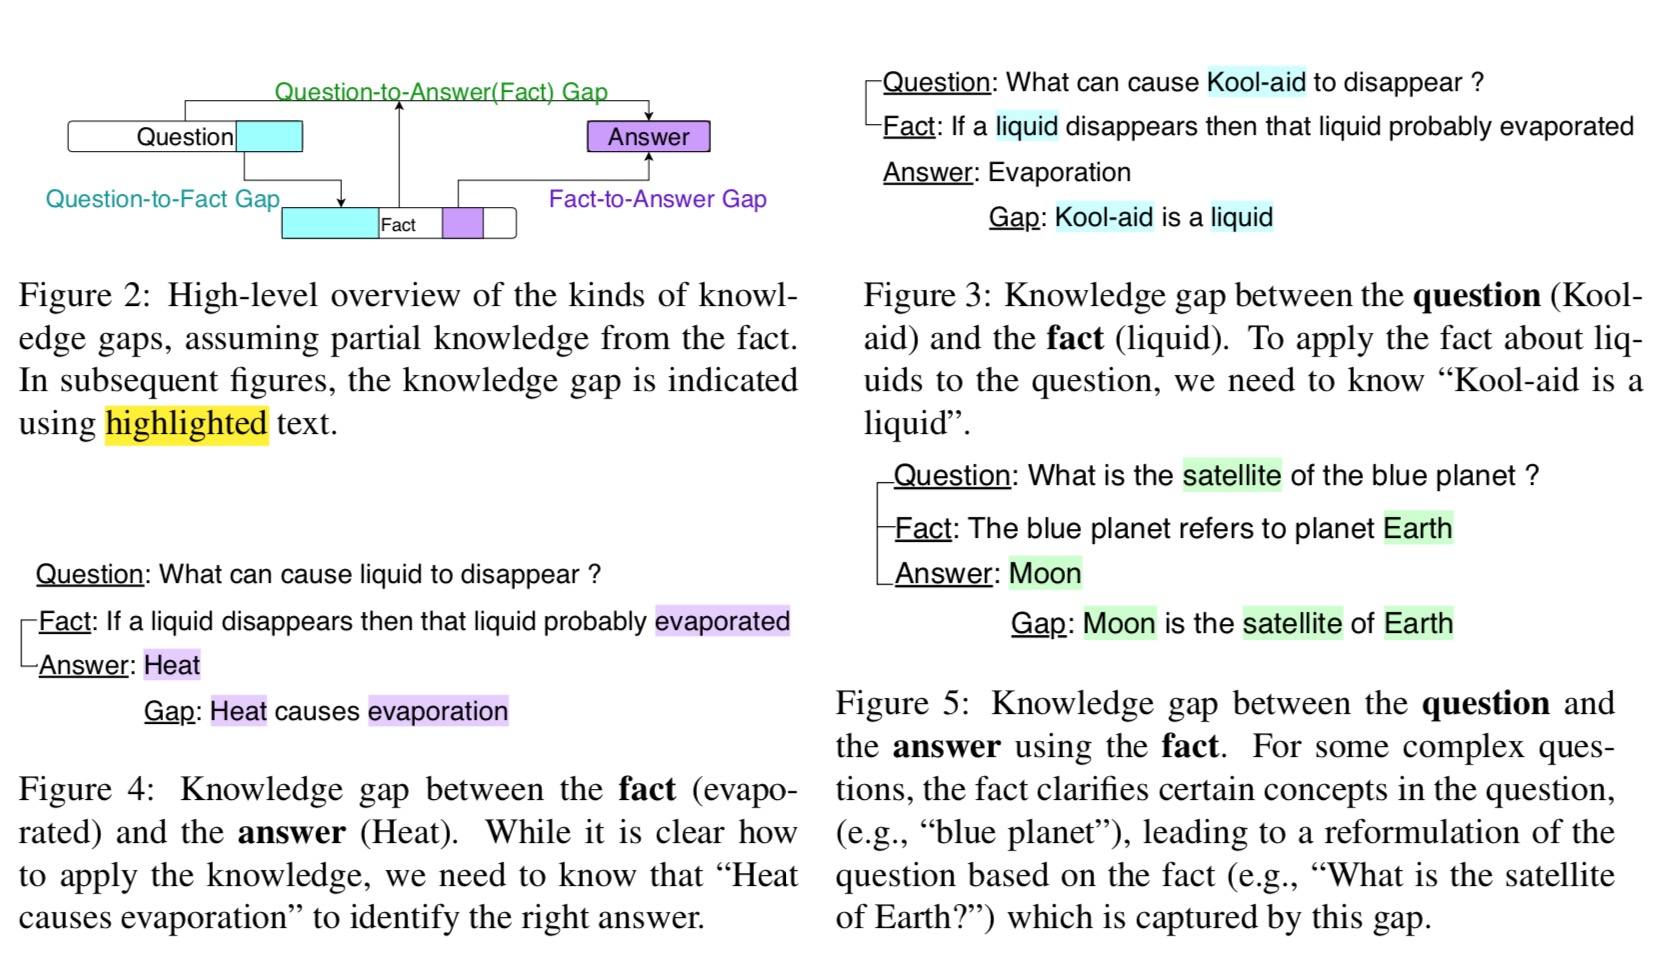 Question-to-Answer(Fact) Gap
Question
Answer
Question-to-Fact Gap
Fact-to-Answer Gap
Fact
Figure 2: High-level overview of the kinds of knowl-
edge gaps, assuming partial knowledge from the fact.
In subsequent figures, the knowledge gap is indicated
using highlighted text.
Question: What can cause liquid to disappear ?
Fact: If a liquid disappears then that liquid probably evaporated
Answer: Heat
Gap: Heat causes evaporation
Figure 4: Knowledge gap between the fact (evapo-
rated) and the answer (Heat). While it is clear how
to apply the knowledge, we need to know that “Heat
causes evaporation” to identify the right answer.
Question: What can cause Kool-aid to disappear ?
Fact: If a liquid disappears then that liquid probably evaporated
Answer: Evaporation
Gap: Kool-aid is a liquid
Figure 3: Knowledge gap between the question (Kool-
aid) and the fact (liquid). To apply the fact about liq-
uids to the question, we need to know “Kool-aid is a
liquid”.
Question: What is the satellite of the blue planet ?
Fact: The blue planet refers to planet Earth
Answer: Moon
Gap: Moon is the satellite of Earth
Figure 5: Knowledge gap between the question and
the answer using the fact. For some complex ques-
tions, the fact clarifies certain concepts in the question,
(e.g., “blue planet”), leading to a reformulation of the
question based on the fact (e.g., “What is the satellite
of Earth?”) which is captured by this gap.